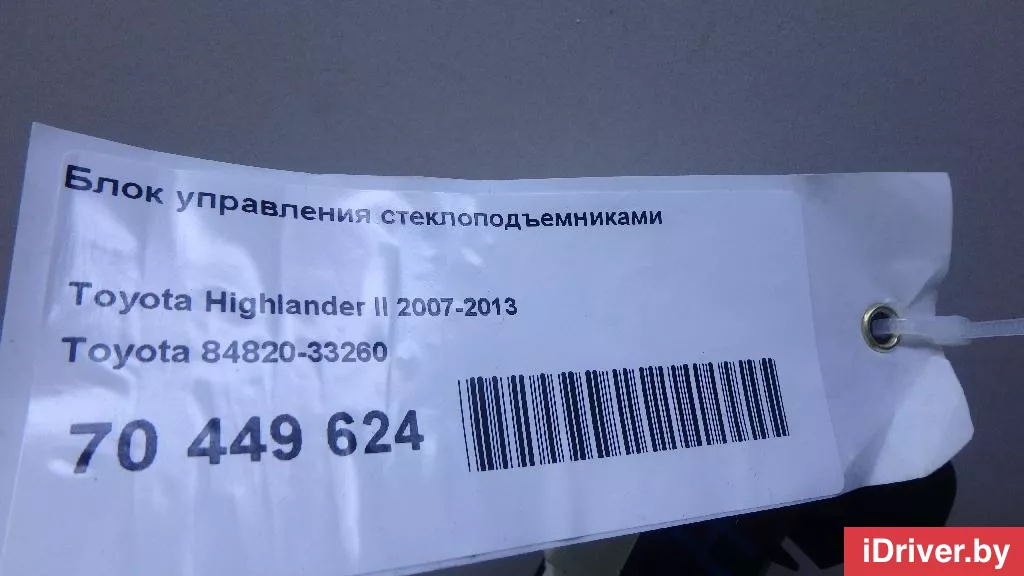 Блок управления стеклоподъемниками
Toyota Highlander II 2007-2013
Toyota 84820-33260
70 449 624
iDriver.by